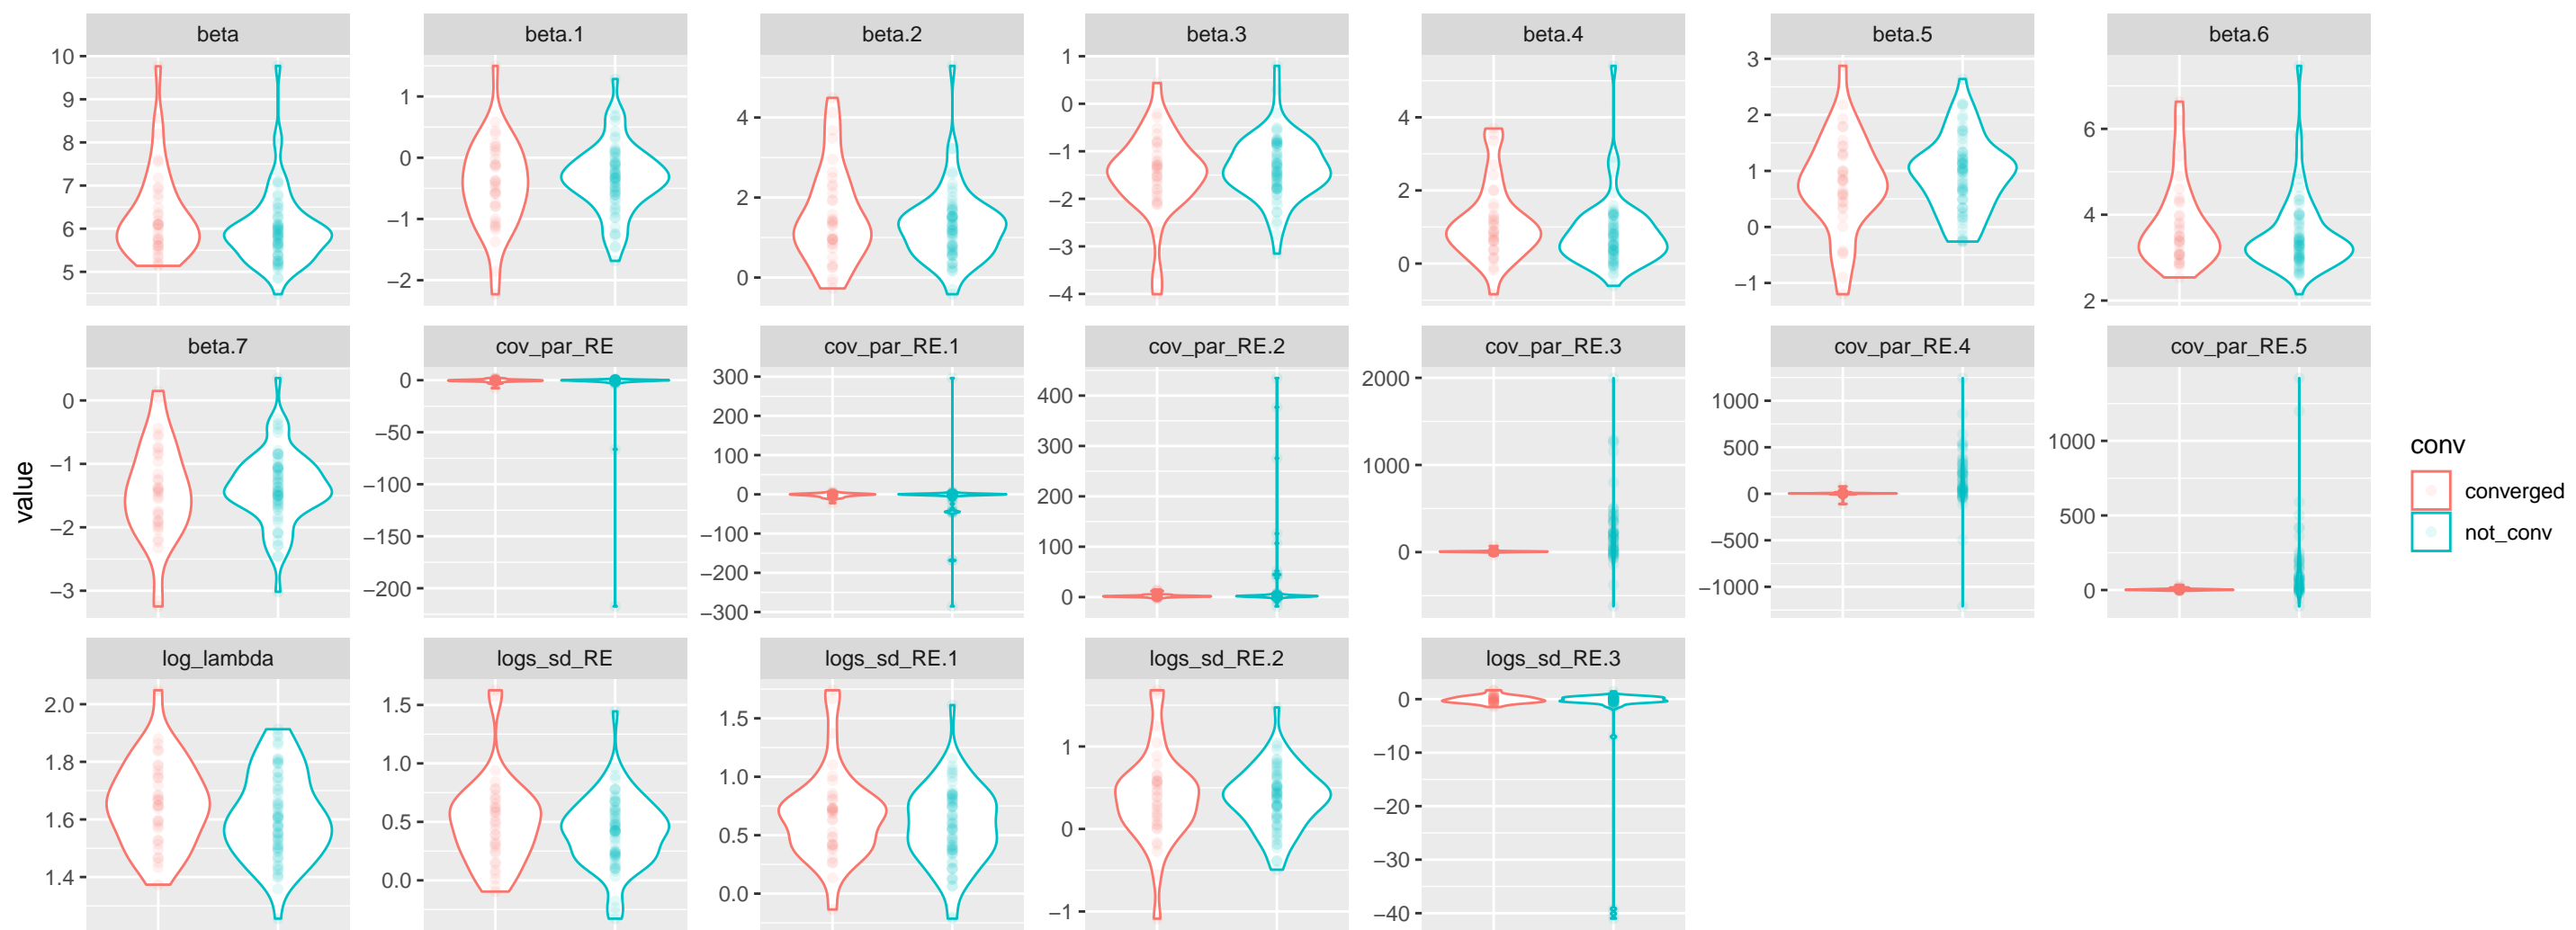 beta beta.1 beta.2 beta.3 beta.4 beta.5 beta.6
10 9 8 7 6 5
1 0 −1 −2
4 2 0
1 0 −1 −2 −3 −4
4 2 0
3 2 1 0 −1
6 4 2
beta.7 cov_par_RE cov_par_RE.1 cov_par_RE.2 cov_par_RE.3 cov_par_RE.4 cov_par_RE.5
0 −1 −2 −3
0 −50 −100 −150 −200
300 200 100 0 −100 −200 −300
400 300 200 100 0
2000 1000 0
1000 500 0 −500 −1000
1000 500 0
value
conv
converged
not_conv
log_lambda logs_sd_RE logs_sd_RE.1 logs_sd_RE.2 logs_sd_RE.3
2.0 1.8 1.6 1.4
1.5 1.0 0.5 0.0
1.5 1.0 0.5 0.0
1 0 −1
0 −10 −20 −30 −40